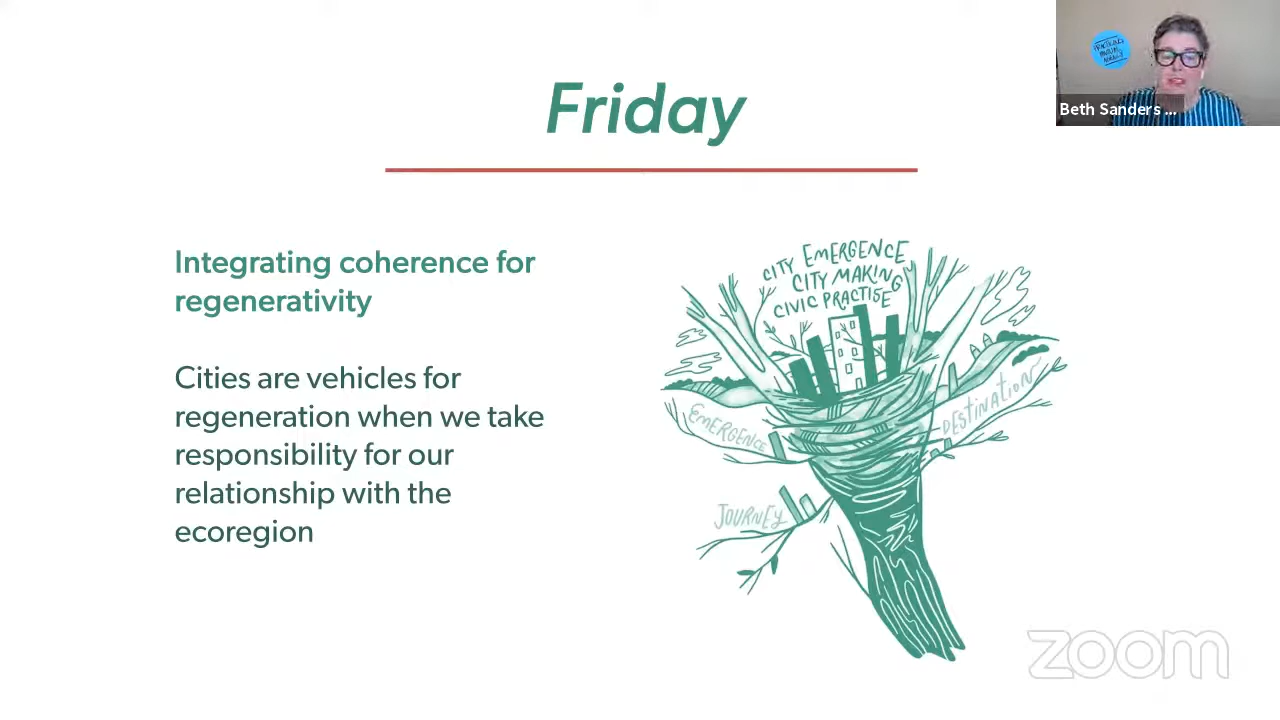 Friday
Beth Sanders ...
Integrating coherence for
regenerativity
Cities are vehicles for
regeneration when we take
responsibility for our
relationship with the
ecoregion
CITY EMERGENCE
CITY MAKING
CIVIC PRACTISE
EMERGENCE
DESTINATION
JOURNEY
zoom